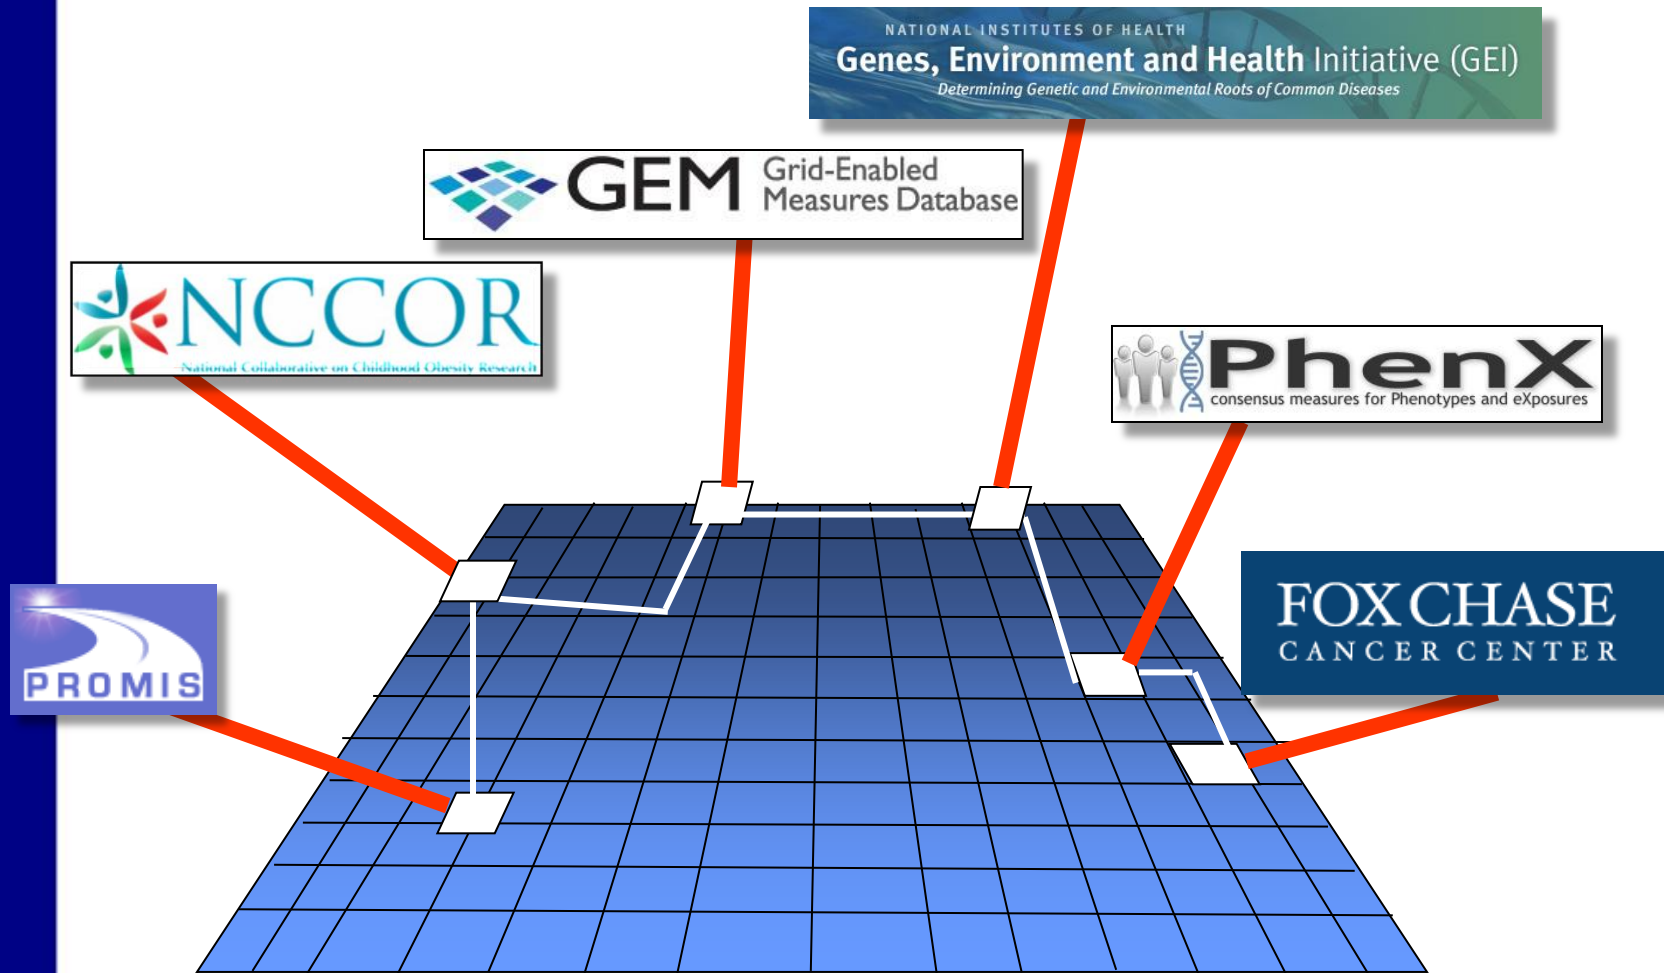 NATIONAL INSTITUTES OF HEALTH
Genes, Environment and Health Initiative (GEI)
Determining Genetic and Environmental Roots of Common Diseases
GEM Grid-Enabled
Measures Database
NCCOR
National Collaborative on Childhood Obesity Research
PhenX
consensus measures for Phenotypes and eXposures
FOX CHASE
CANCER CENTER
PROMIS